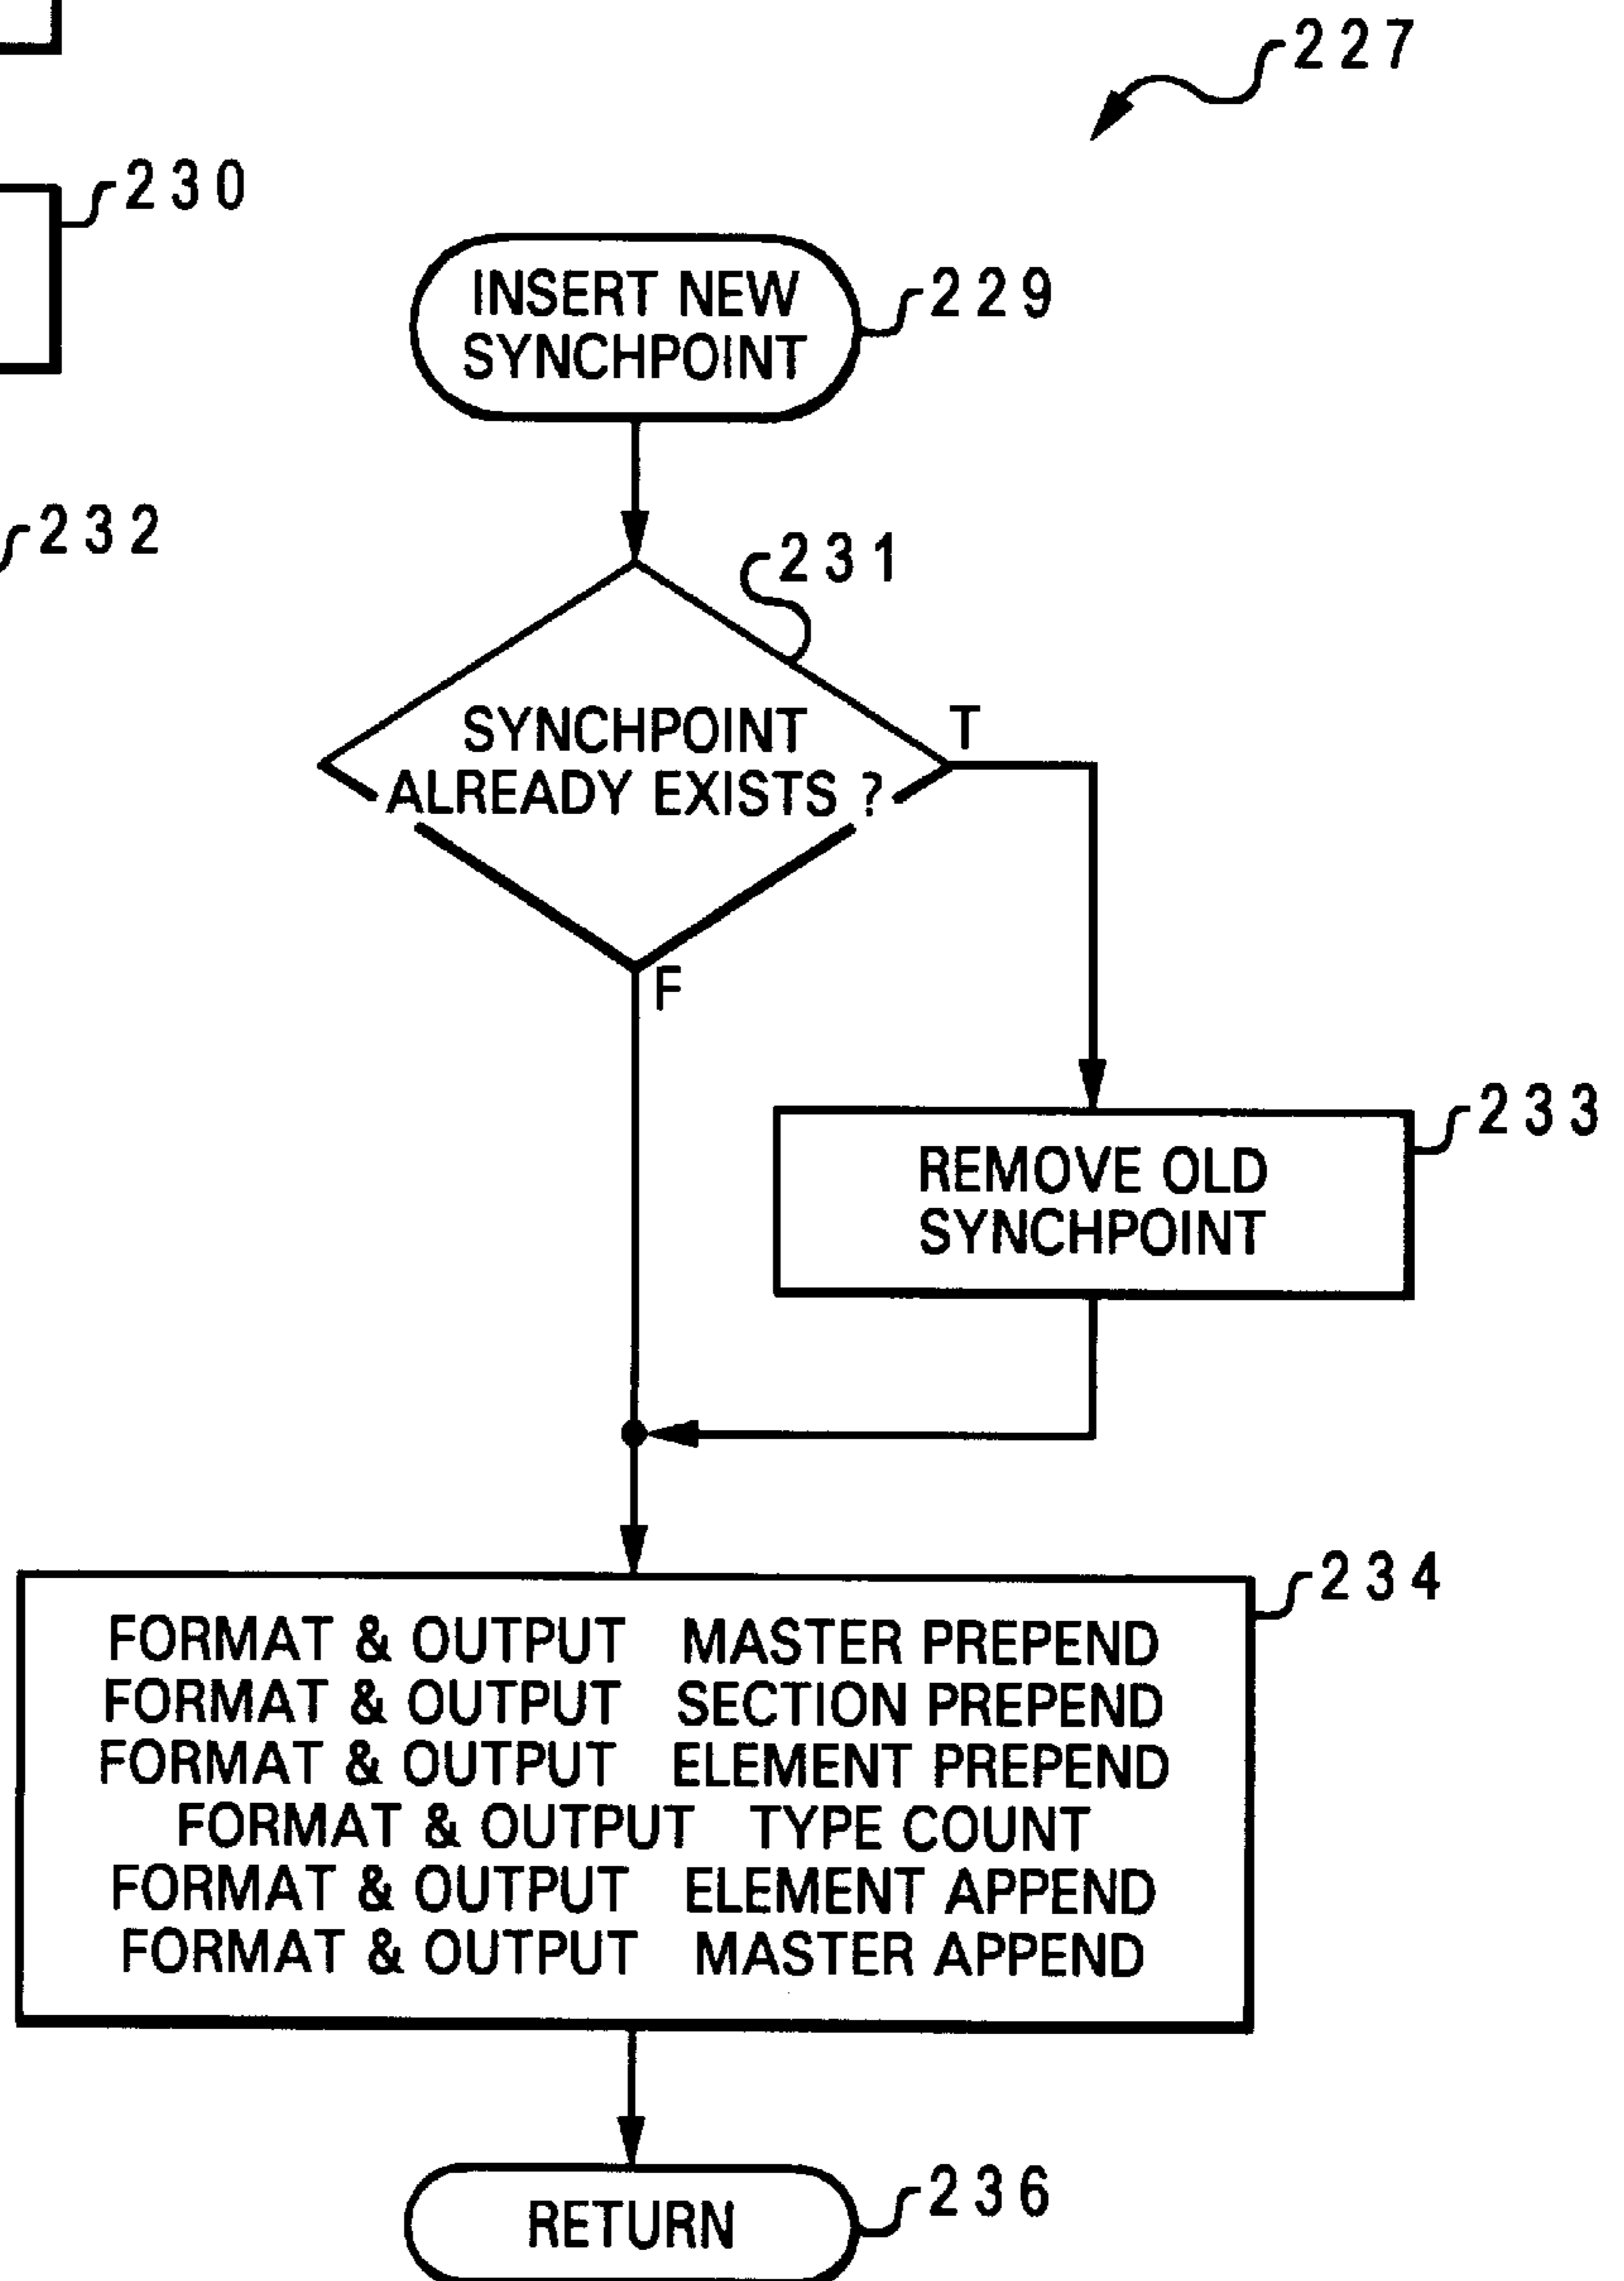 227
230
INSERT NEW
SYNCHPOINT
229
232
231
SYNCHPOINT
ALREADY EXISTS ?
T
F
REMOVE OLD
SYNCHPOINT
233
234
FORMAT & OUTPUT MASTER PREPEND
FORMAT & OUTPUT SECTION PREPEND
FORMAT & OUTPUT ELEMENT PREPEND
FORMAT & OUTPUT TYPE COUNT
FORMAT & OUTPUT ELEMENT APPEND
FORMAT & OUTPUT MASTER APPEND
RETURN
236